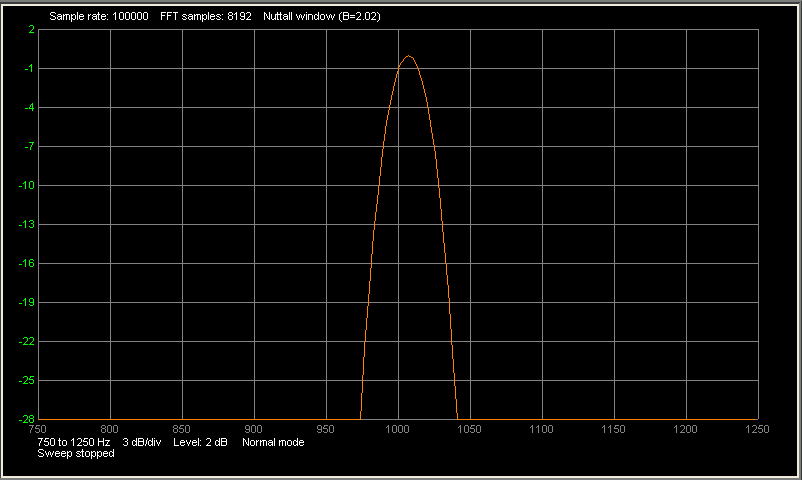 Sample rate: 100000 FFT samples: 8192 Nuttall window (B=2.02)
2
-1
-4
-7
-10
-13
-16
-19
-22
-25
-28
750 800 850 900 950 1000 1050 1100 1150 1200 1250
750 to 1250 Hz 3 dB/div Level: 2 dB Normal mode
Sweep stopped